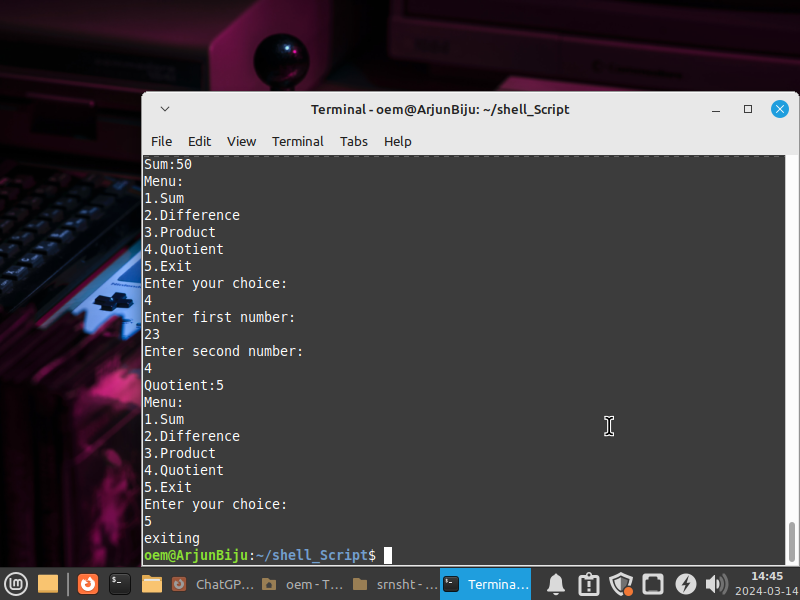 Terminal - oem@ArjunBiju: ~/shell_Script
File Edit View Terminal Tabs Help
Sum:50
Menu:
1.Sum
2.Difference
3.Product
4.Quotient
5.Exit
Enter your choice:
4
Enter first number:
23
Enter second number:
4
Quotient:5
Menu:
1.Sum
2.Difference
3.Product
4.Quotient
5.Exit
Enter your choice:
5
exiting
oem@ArjunBiju:~/shell_Script$
ChatGP... oem - T... srnsht - ... Termina... 14:45
2024-03-14